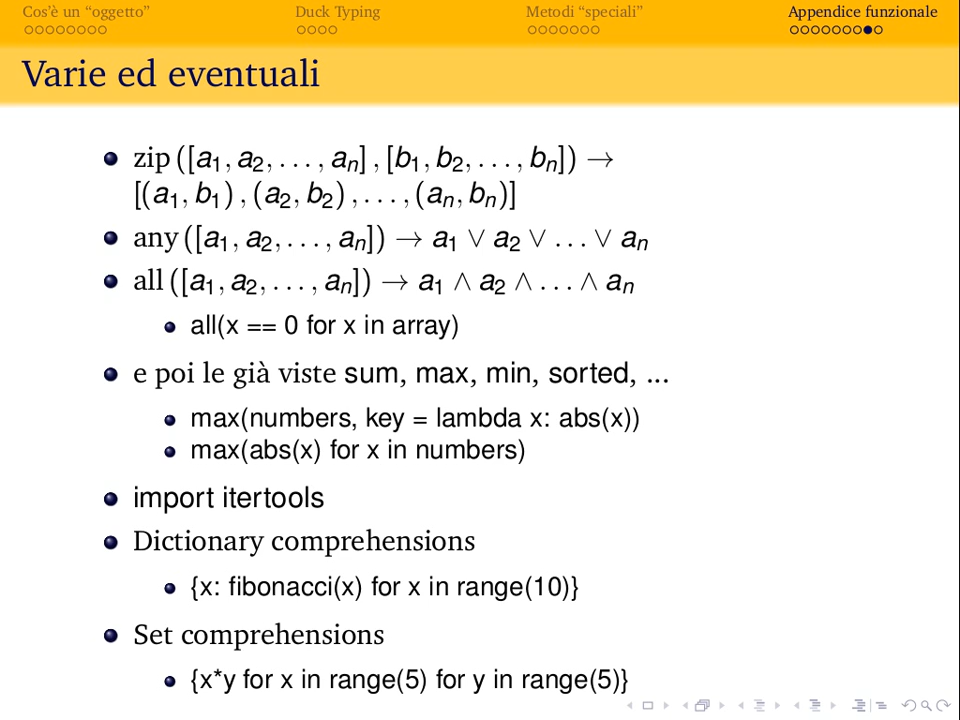 Cos'è un “oggetto” Duck Typing Metodi “speciali” Appendice funzionale
Varie ed eventuali
zip ([a₁, a₂, . . . , aₙ] , [b₁, b₂, . . . , bₙ]) →
[(a₁, b₁) , (a₂, b₂) , . . . , (aₙ, bₙ)]
any ([a₁, a₂, . . . , aₙ]) → a₁ ∨ a₂ ∨ . . . ∨ aₙ
all ([a₁, a₂, . . . , aₙ]) → a₁ ∧ a₂ ∧ . . . ∧ aₙ
all(x == 0 for x in array)
e poi le già viste sum, max, min, sorted, ...
max(numbers, key = lambda x: abs(x))
max(abs(x) for x in numbers)
import itertools
Dictionary comprehensions
{x: fibonacci(x) for x in range(10)}
Set comprehensions
{x*y for x in range(5) for y in range(5)}